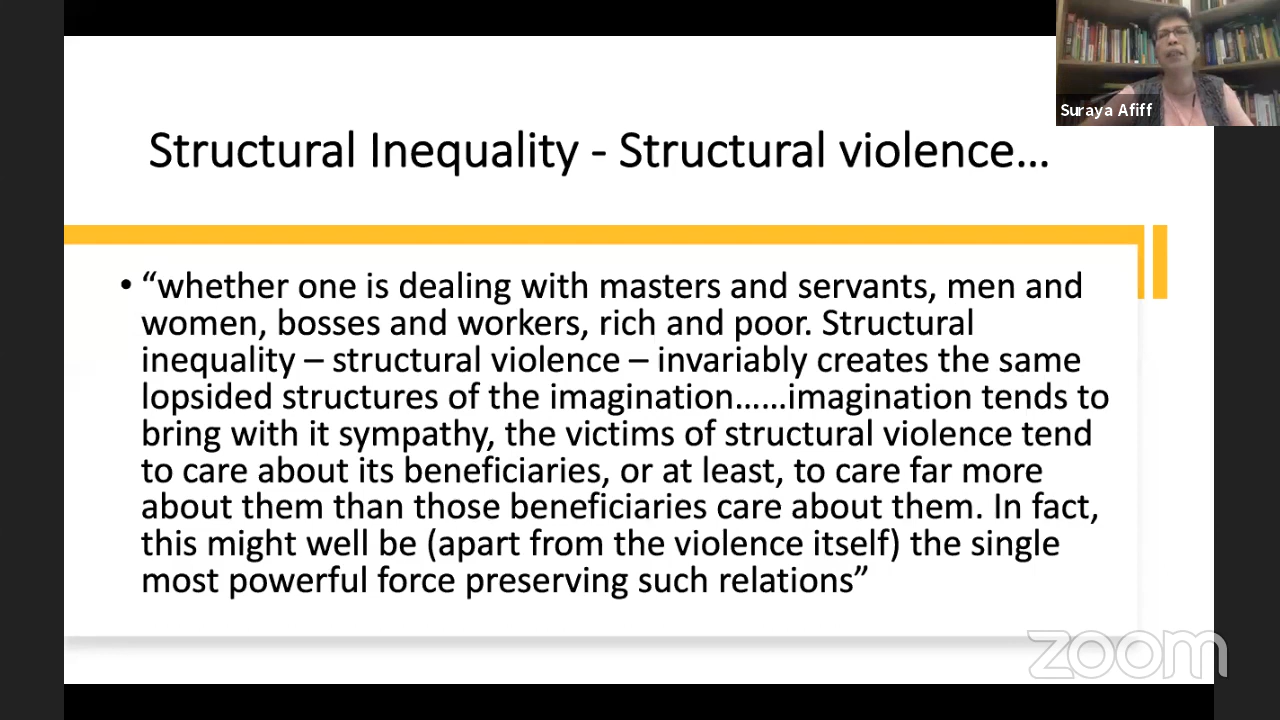 Suraya Afiff
Structural Inequality - Structural violence...
• “whether one is dealing with masters and servants, men and
women, bosses and workers, rich and poor. Structural
inequality – structural violence – invariably creates the same
lopsided structures of the imagination......imagination tends to
bring with it sympathy, the victims of structural violence tend
to care about its beneficiaries, or at least, to care far more
about them than those beneficiaries care about them. In fact,
this might well be (apart from the violence itself) the single
most powerful force preserving such relations”
zoom